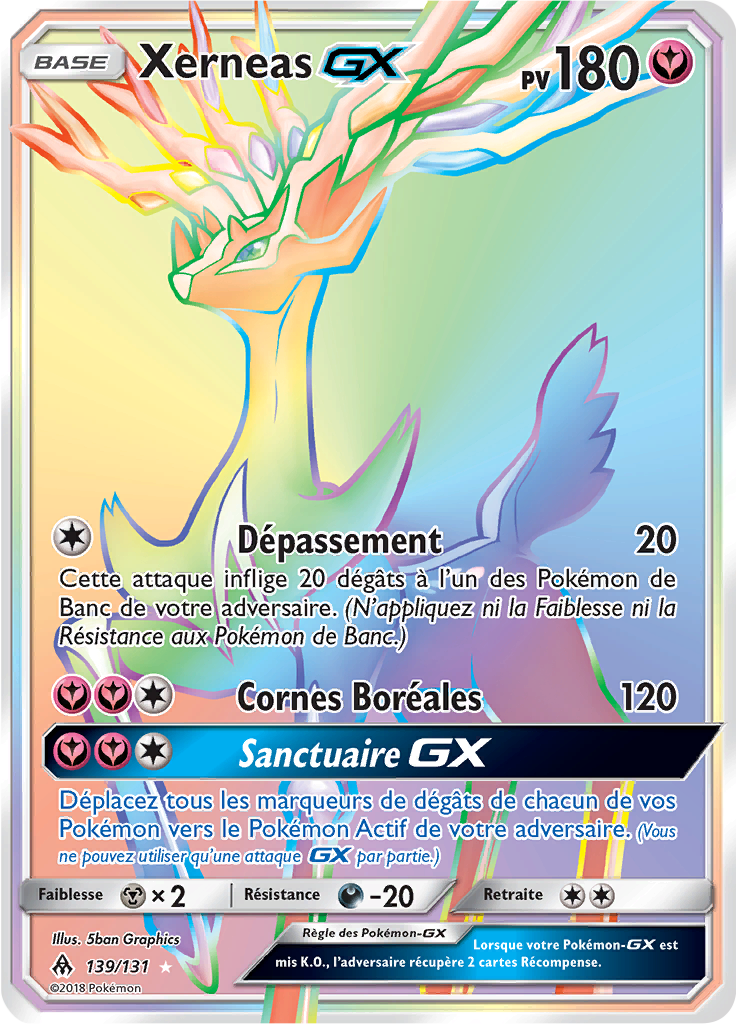 BASE Xerneas GX PV 180
Dépassement 20
Cette attaque inflige 20 dégâts à l'un des Pokémon de
Banc de votre adversaire. (N'appliquez ni la Faiblesse ni la
Résistance aux Pokémon de Banc.)
Cornes Boréales 120
Sanctuaire GX
Déplacez tous les marqueurs de dégâts de chacun de vos
Pokémon vers le Pokémon Actif de votre adversaire. (Vous
ne pouvez utiliser qu'une attaque GX par partie.)
Faiblesse × 2 Résistance -20 Retraite
Illus. 5ban Graphics
139/131
©2018 Pokémon
Règle des Pokémon-GX
Lorsque votre Pokémon-GX est
mis K.O., l'adversaire récupère 2 cartes Récompense.